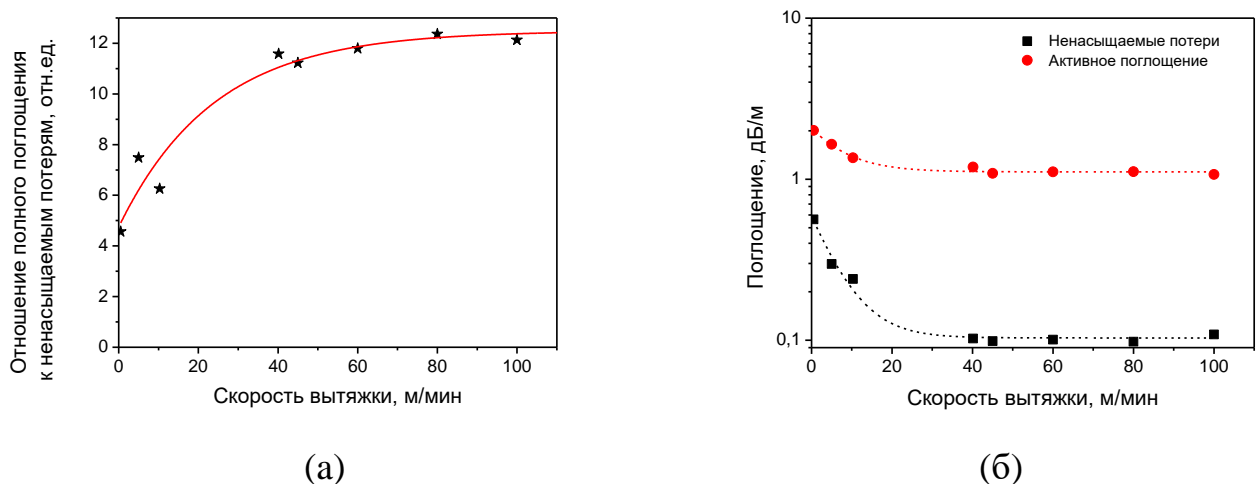 Отношение полного поглощения
к ненасыщаемым потерям, отн.ед.
12
10
8
6
4
2
0
0 20 40 60 80 100
Скорость вытяжки, м/мин
(а)
Поглощение, дБ/м
10
1
0,1
Ненасыщаемые потери
Активное поглощение
0 20 40 60 80 100
Скорость вытяжки, м/мин
(б)